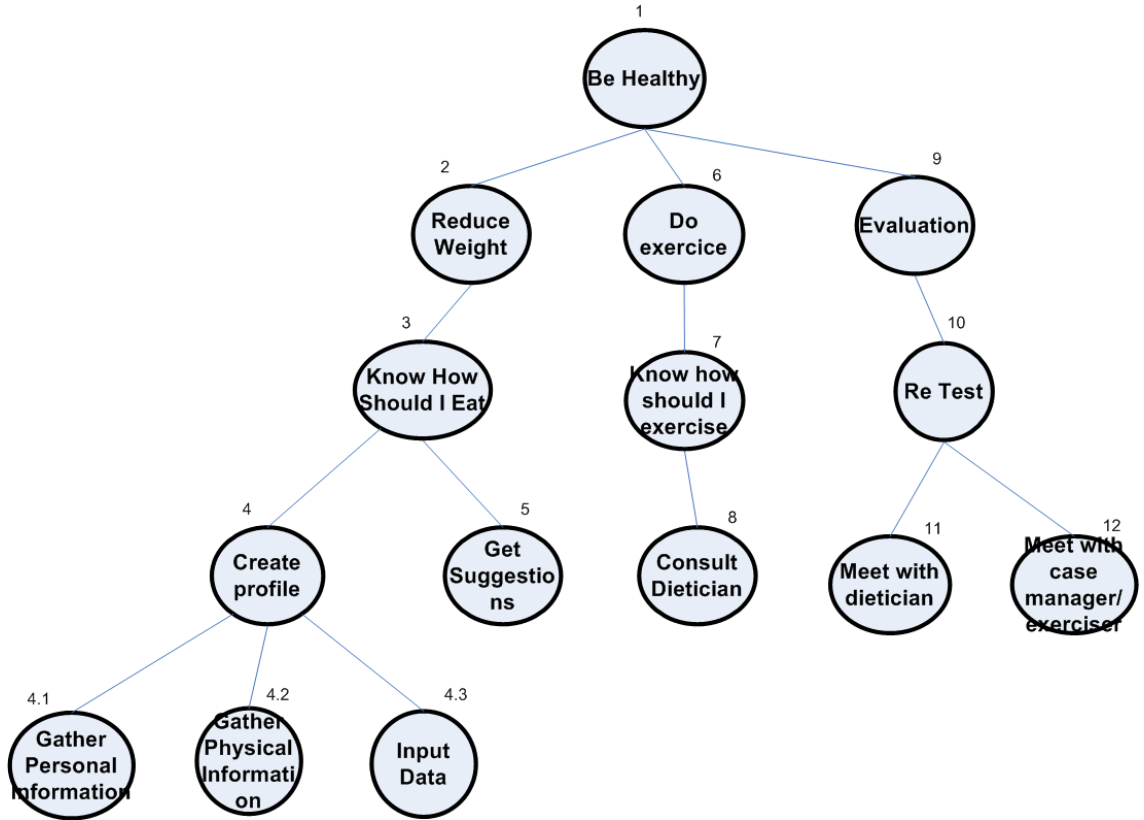 1
Be Healthy
2
Reduce
Weight
6
Do
exercice
9
Evaluation
3
Know How
Should I Eat
7
Know how
should I
exercise
10
Re Test
4
Create
profile
5
Get
Suggestio
ns
8
Consult
Dietician
11
Meet with
dietician
12
Meet with
case
manager/
exerciser
4.1
Gather
Personal
Information
4.2
Gather
Physical
Informati
on
4.3
Input
Data